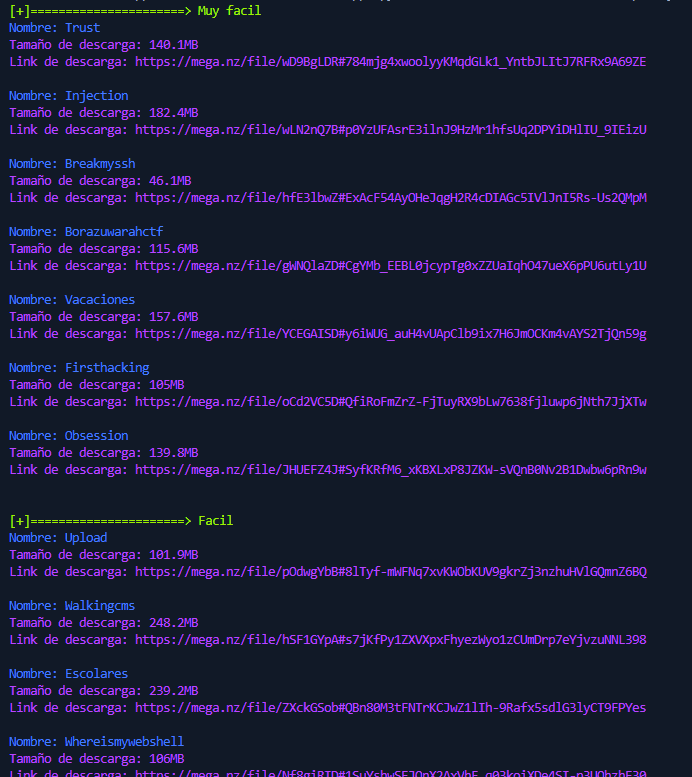 [+]======================> Muy facil
Nombre: Trust
Tamaño de descarga: 140.1MB
Link de descarga: https://mega.nz/file/wD9BgLDR#784mjg4xwoolyyKMqdGLk1_YntbJLItJ7RFRx9A69ZE
Nombre: Injection
Tamaño de descarga: 182.4MB
Link de descarga: https://mega.nz/file/wLN2nQ7B#p0YzUFAsrE3ilnJ9HzMr1hfsUq2DPYiDHlIU_9IEizU
Nombre: Breakmyssh
Tamaño de descarga: 46.1MB
Link de descarga: https://mega.nz/file/hfE3lbwZ#ExAcF54AyOHeJqgH2R4cDIAGc5IVlJnI5Rs-Us2QMpM
Nombre: Borazuwarahctf
Tamaño de descarga: 115.6MB
Link de descarga: https://mega.nz/file/gWNQlaZD#CgYMb_EEBL0jcypTg0xZZUaIqhO47ueX6pPU6utLy1U
Nombre: Vacaciones
Tamaño de descarga: 157.6MB
Link de descarga: https://mega.nz/file/YCEGAISD#y6iWUG_auH4vUApClb9ix7H6JmOCKm4vAYS2TjQn59g
Nombre: Firsthacking
Tamaño de descarga: 105MB
Link de descarga: https://mega.nz/file/oCd2VC5D#QfiRoFmZrZ-FjTuyRX9bLw7638fjluwp6jNth7JjXTw
Nombre: Obsession
Tamaño de descarga: 139.8MB
Link de descarga: https://mega.nz/file/JHUEFZ4J#SyfKRfM6_xKBXLxP8JZKW-sVQnB0Nv2B1Dwbw6pRn9w
[+]======================> Facil
Nombre: Upload
Tamaño de descarga: 101.9MB
Link de descarga: https://mega.nz/file/pOdwgYbB#8lTyf-mWFNq7xvKWObKUV9gkrZj3nzhuHVlGQmnZ6BQ
Nombre: Walkingcms
Tamaño de descarga: 248.2MB
Link de descarga: https://mega.nz/file/hSF1GYpA#s7jKfPy1ZXVXpxFhyezWyo1zCUmDrp7eYjvzuNNL398
Nombre: Escolares
Tamaño de descarga: 239.2MB
Link de descarga: https://mega.nz/file/ZXckGSob#QBn80M3tFNTrKCJwZ1lIh-9Rafx5sdlG3lyCT9FPYes
Nombre: Whereismywebshell
Tamaño de descarga: 106MB
Link de descarga: